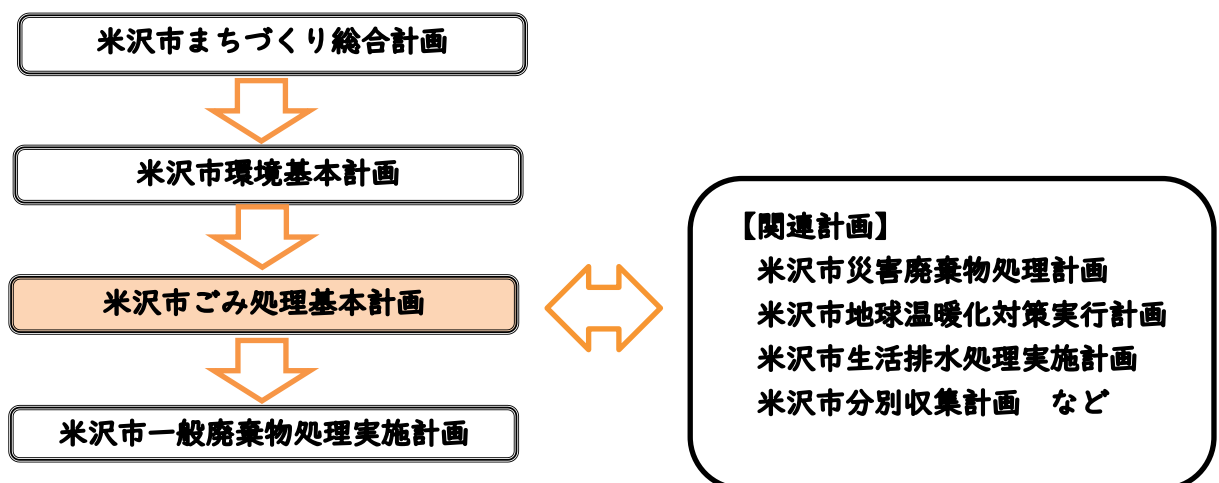 米沢市まちづくり総合計画
米沢市環境基本計画
米沢市ごみ処理基本計画
米沢市一般廃棄物処理実施計画
【関連計画】
米沢市災害廃棄物処理計画
米沢市地球温暖化対策実行計画
米沢市生活排水処理実施計画
米沢市分別収集計画　など